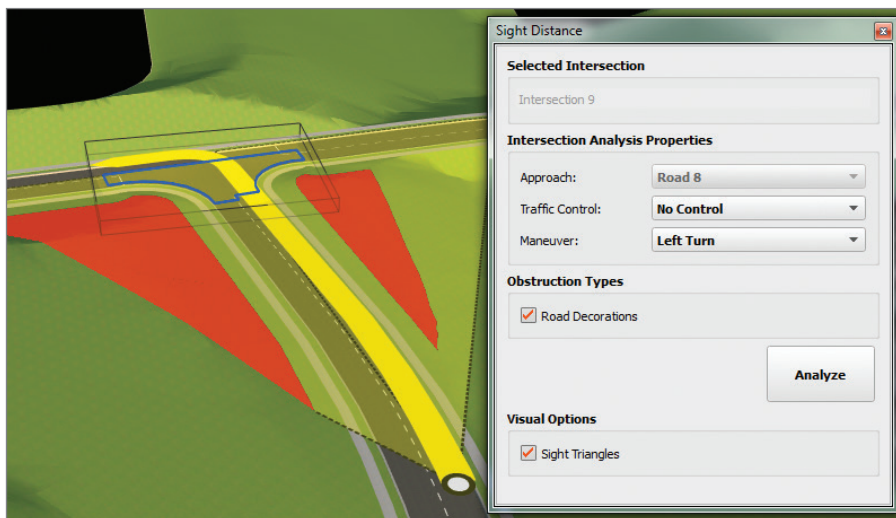 Sight Distance
Selected Intersection
Intersection 9
Intersection Analysis Properties
Approach: Road 8
Traffic Control: No Control
Maneuver: Left Turn
Obstruction Types
Road Decorations
Analyze
Visual Options
Sight Triangles